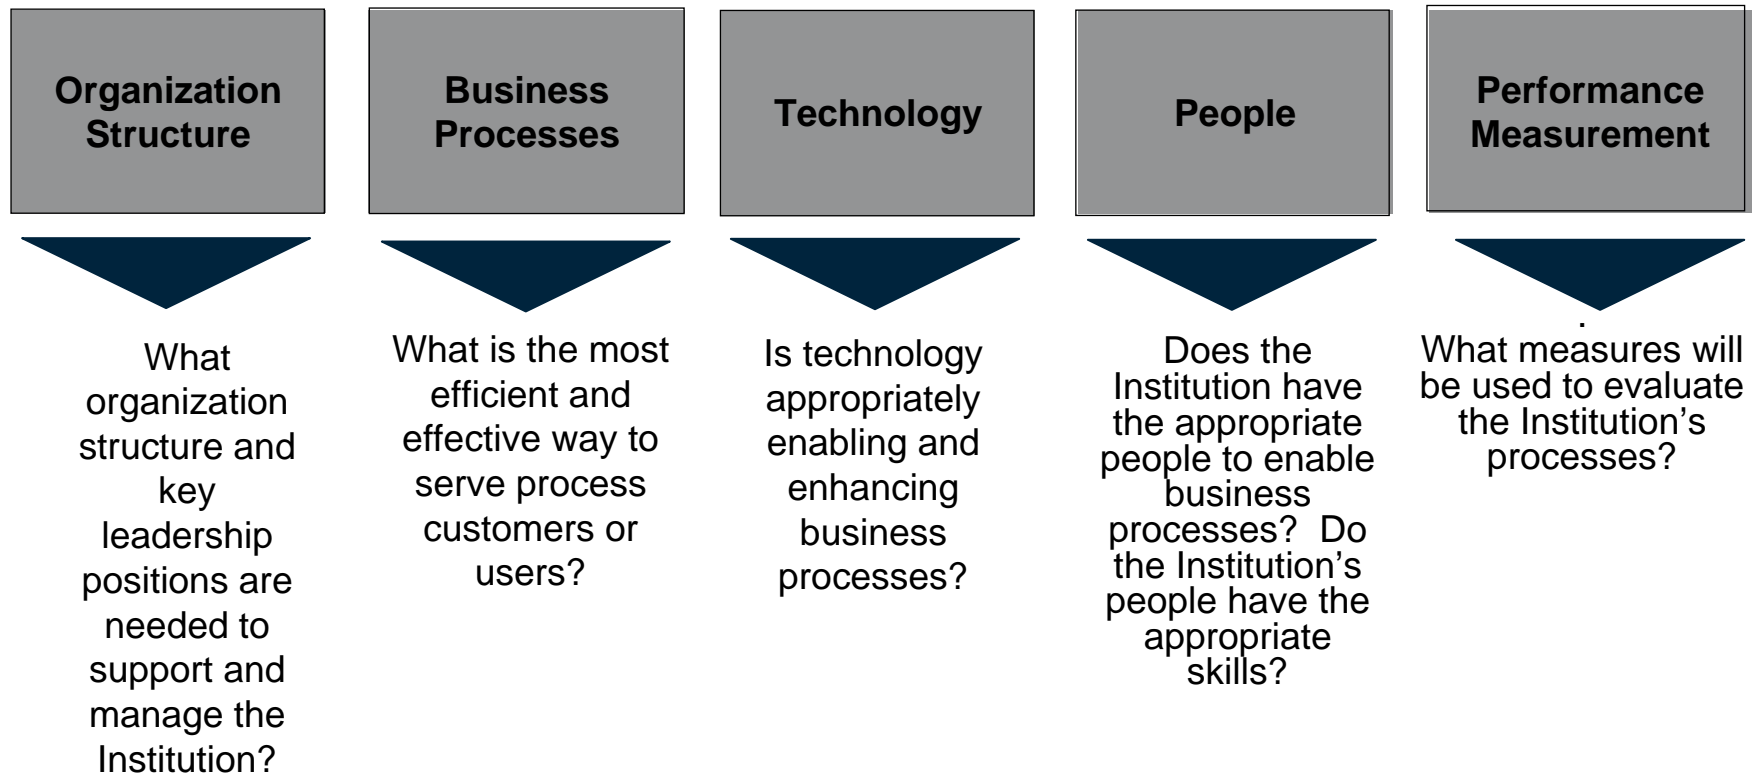 Organization
Structure
Business
Processes
Technology
People
Performance
Measurement
What
organization
structure and
key
leadership
positions are
needed to
support and
manage the
Institution?
What is the most
efficient and
effective way to
serve process
customers or
users?
Is technology
appropriately
enabling and
enhancing
business
processes?
Does the
Institution have
the appropriate
people to enable
business
processes?  Do
the Institution’s
people have the
appropriate
skills?
.
What measures will
be used to evaluate
the Institution’s
processes?